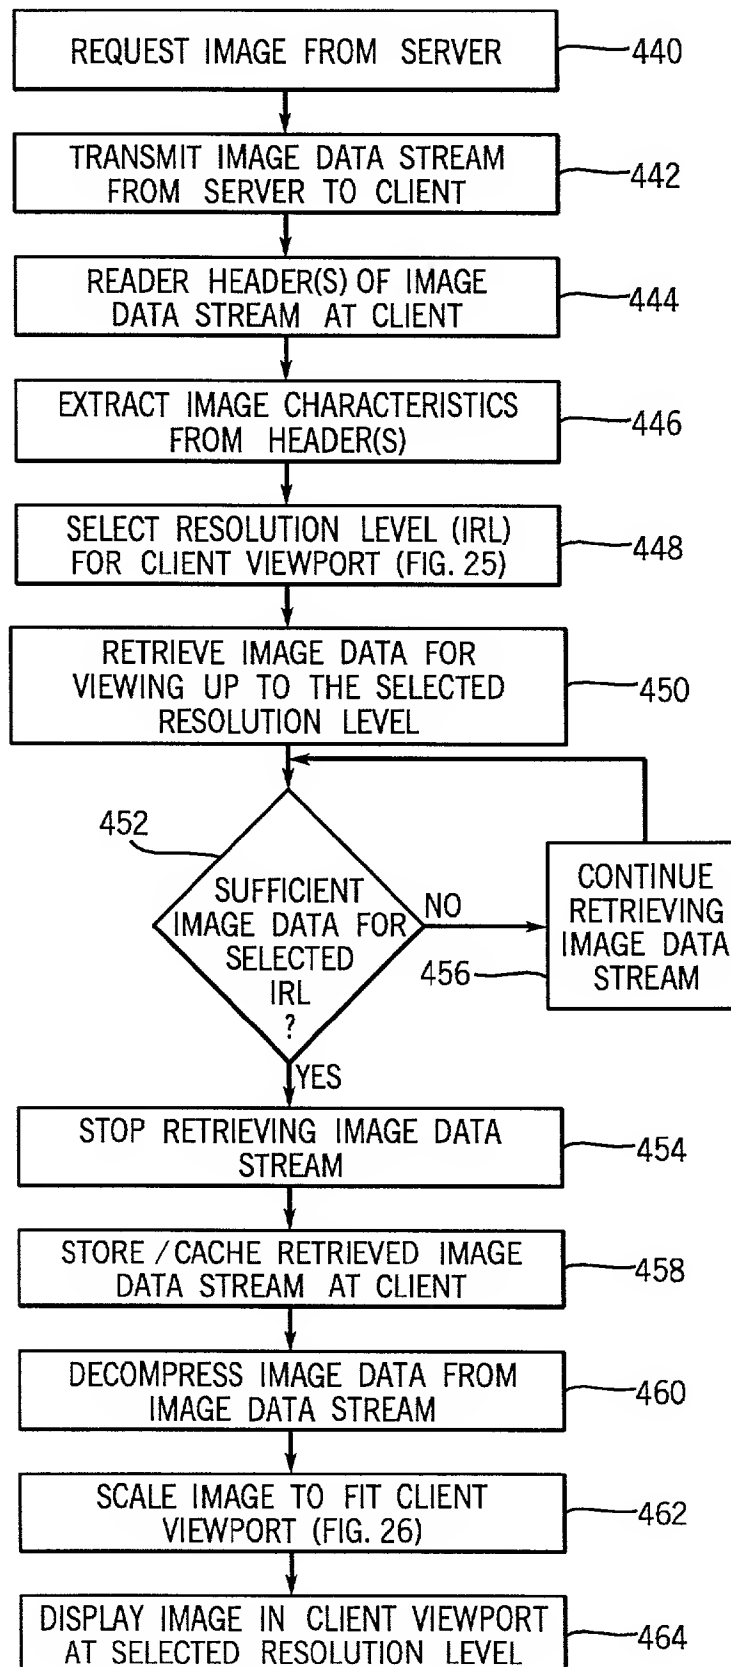 REQUEST IMAGE FROM SERVER
440
TRANSMIT IMAGE DATA STREAM
FROM SERVER TO CLIENT
442
READER HEADER(S) OF IMAGE
DATA STREAM AT CLIENT
444
EXTRACT IMAGE CHARACTERISTICS
FROM HEADER(S)
446
SELECT RESOLUTION LEVEL (IRL)
FOR CLIENT VIEWPORT (FIG. 25)
448
RETRIEVE IMAGE DATA FOR
VIEWING UP TO THE SELECTED
RESOLUTION LEVEL
450
452
SUFFICIENT
IMAGE DATA FOR
SELECTED
IRL
?
NO
CONTINUE
RETRIEVING
IMAGE DATA
STREAM
456
YES
STOP RETRIEVING IMAGE DATA
STREAM
454
STORE / CACHE RETRIEVED IMAGE
DATA STREAM AT CLIENT
458
DECOMPRESS IMAGE DATA FROM
IMAGE DATA STREAM
460
SCALE IMAGE TO FIT CLIENT
VIEWPORT (FIG. 26)
462
DISPLAY IMAGE IN CLIENT VIEWPORT
AT SELECTED RESOLUTION LEVEL
464